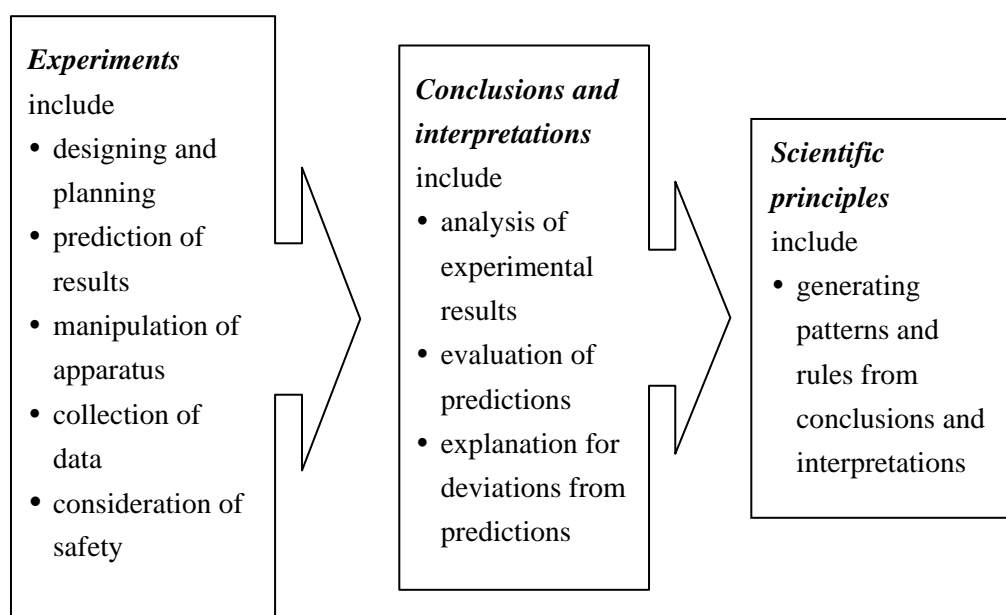 Experiments
include
• designing and
planning
• prediction of
results
• manipulation of
apparatus
• collection of
data
• consideration of
safety
Conclusions and
interpretations
include
• analysis of
experimental
results
• evaluation of
predictions
• explanation for
deviations from
predictions
Scientific
principles
include
• generating
patterns and
rules from
conclusions and
interpretations